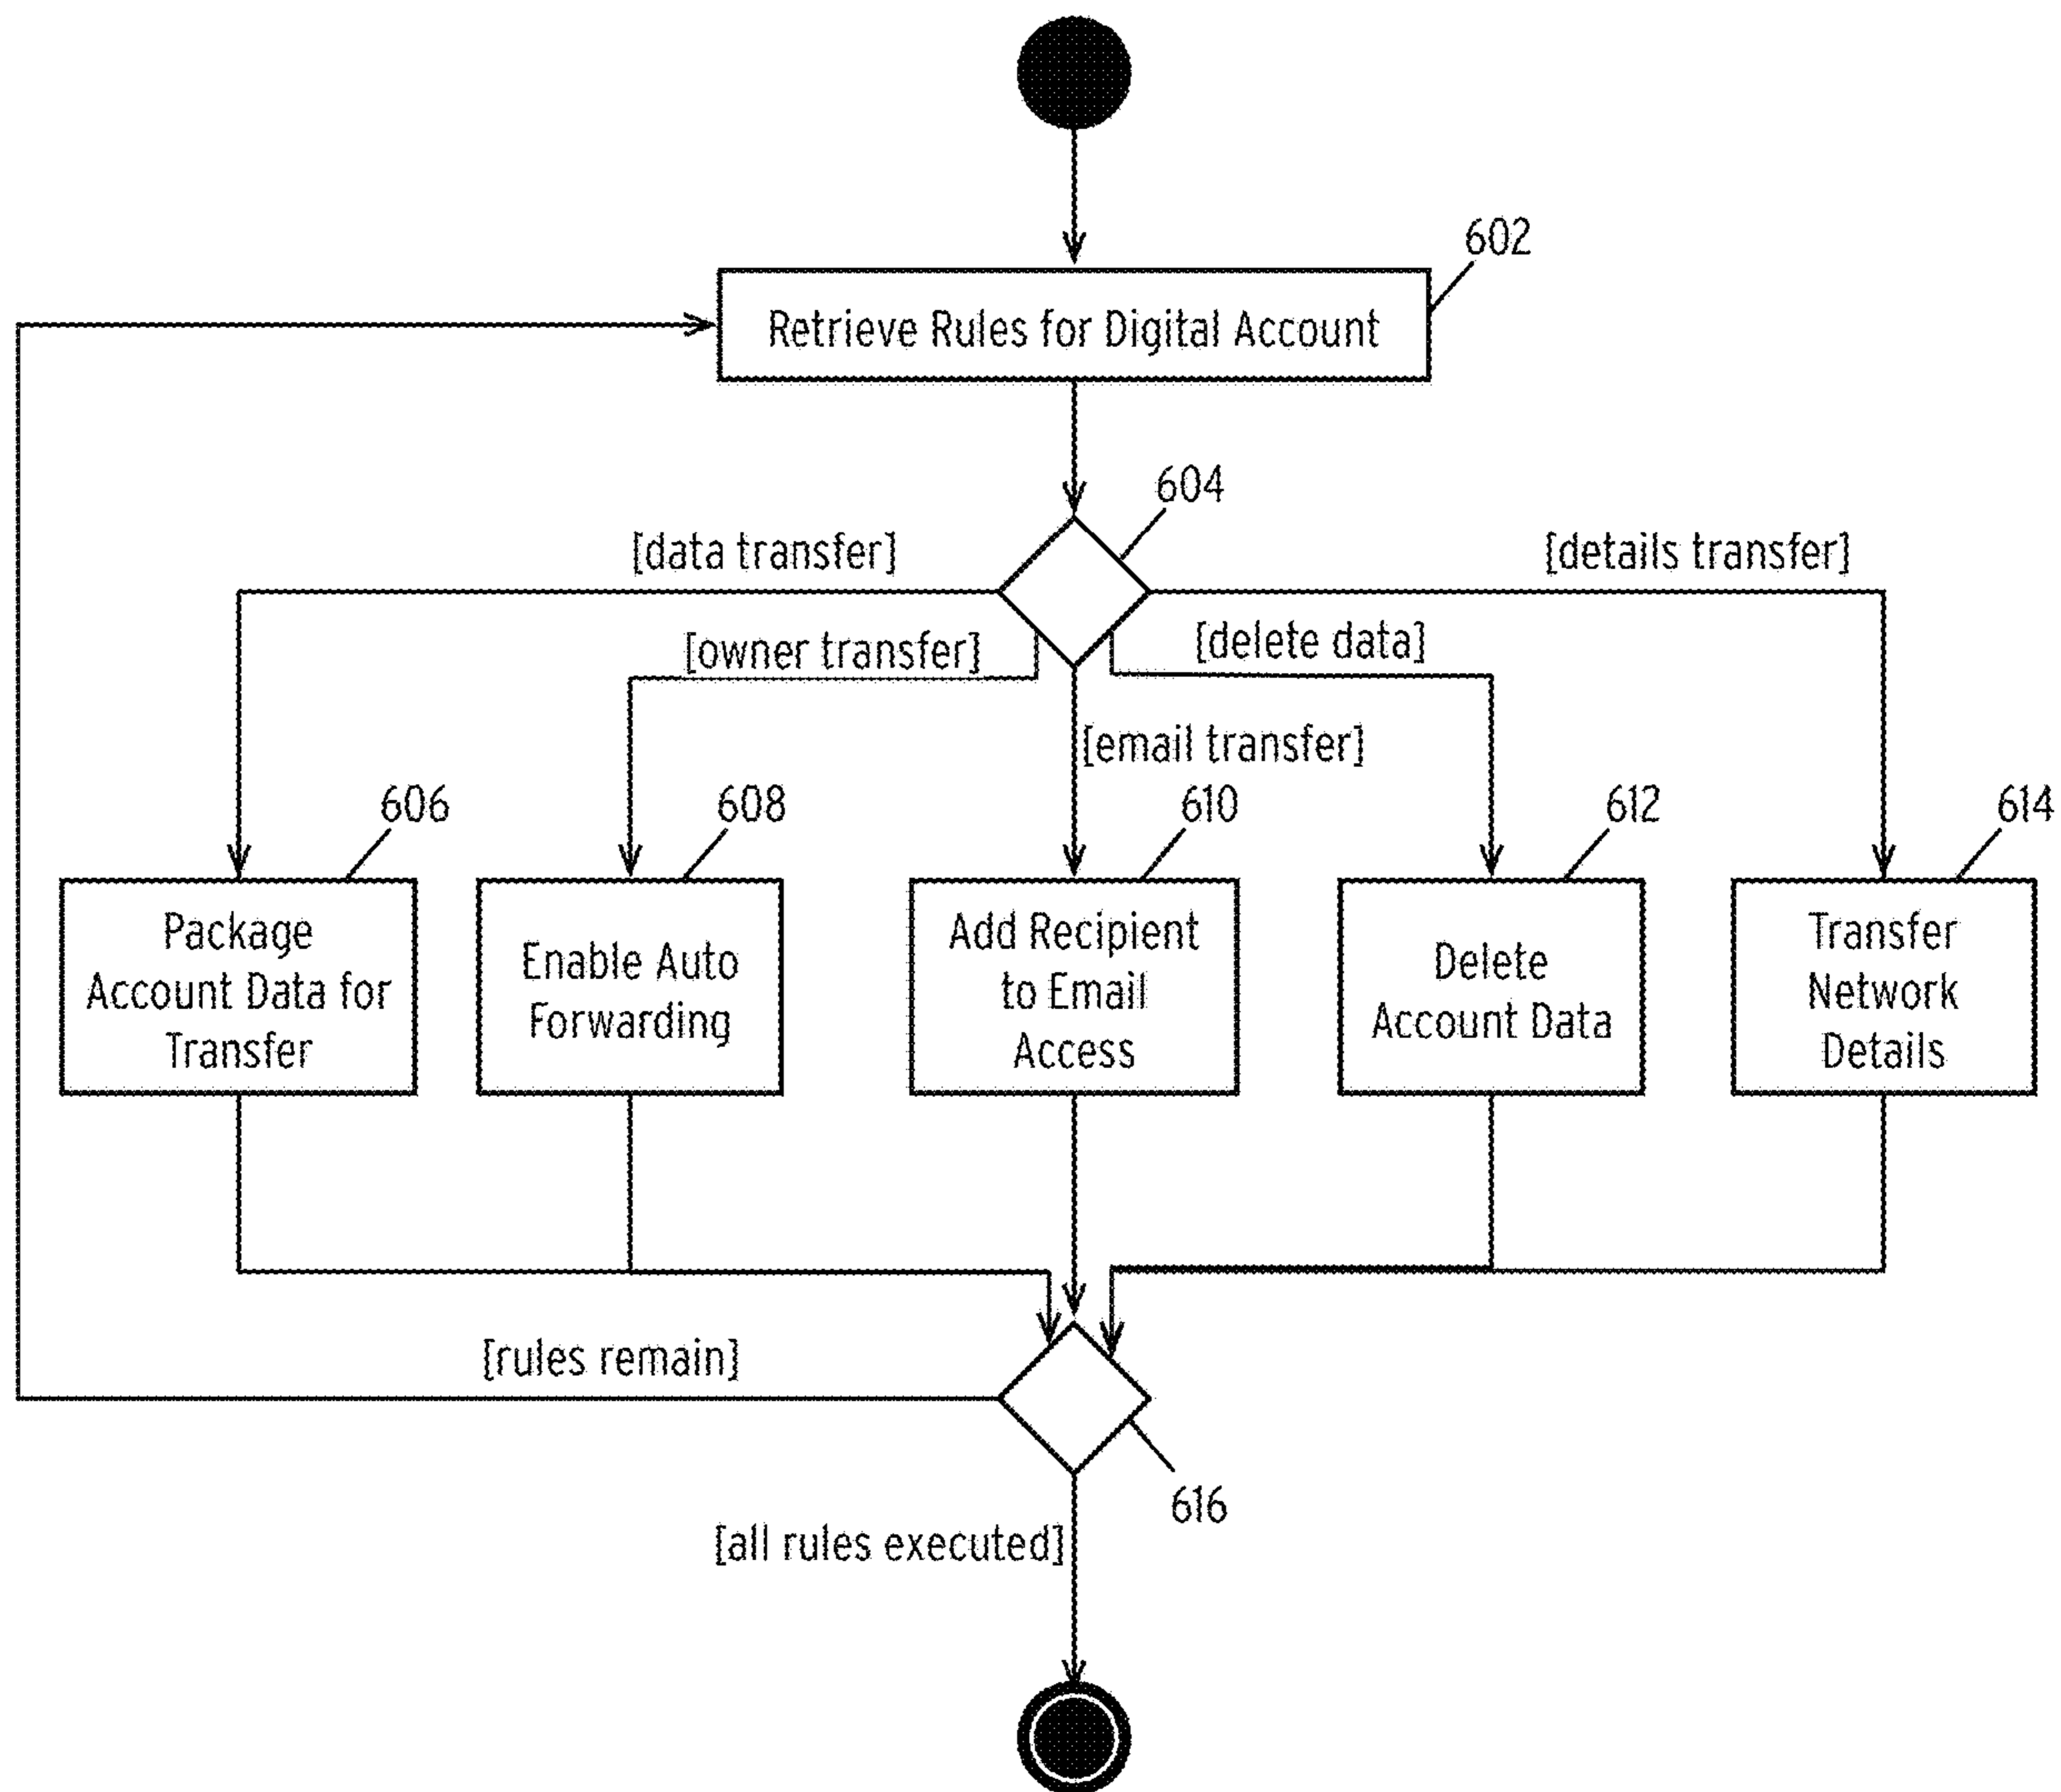 602
Retrieve Rules for Digital Account
604
[data transfer]
[details transfer]
[owner transfer]
[delete data]
[email transfer]
606
608
610
612
614
Package
Account Data for
Transfer
Enable Auto
Forwarding
Add Recipient
to Email
Access
Delete
Account Data
Transfer
Network
Details
[rules remain]
616
[all rules executed]